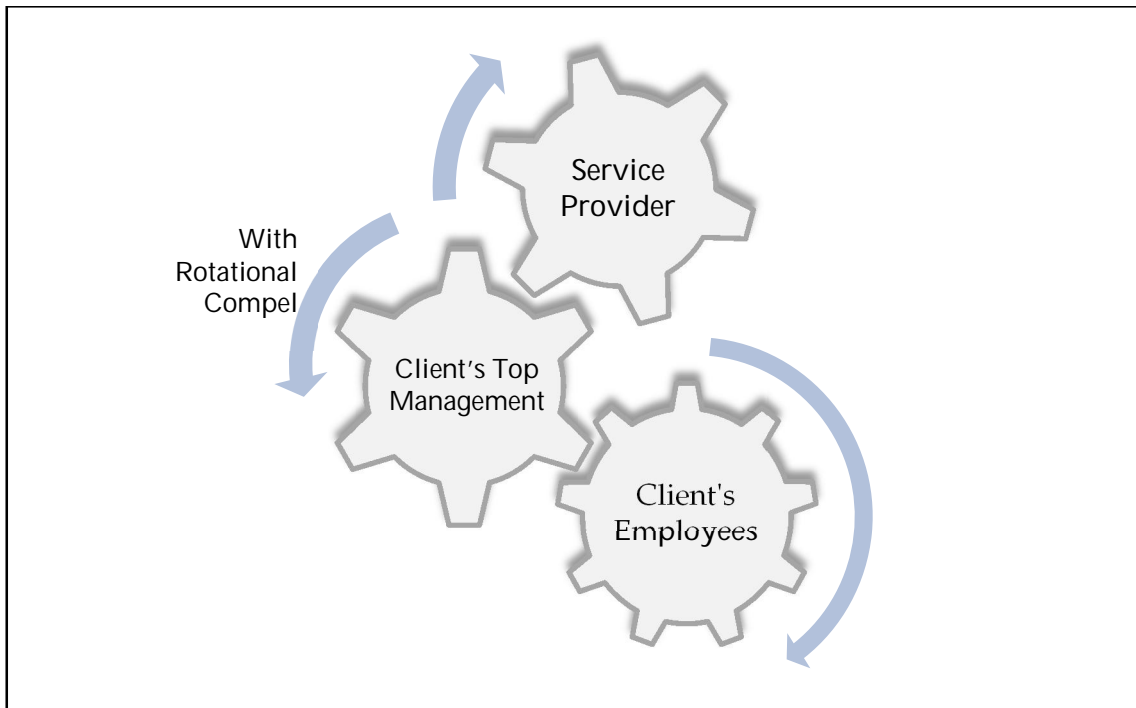 Service
Provider
With
Rotational
Compel
Client's Top
Management
Client's
Employees